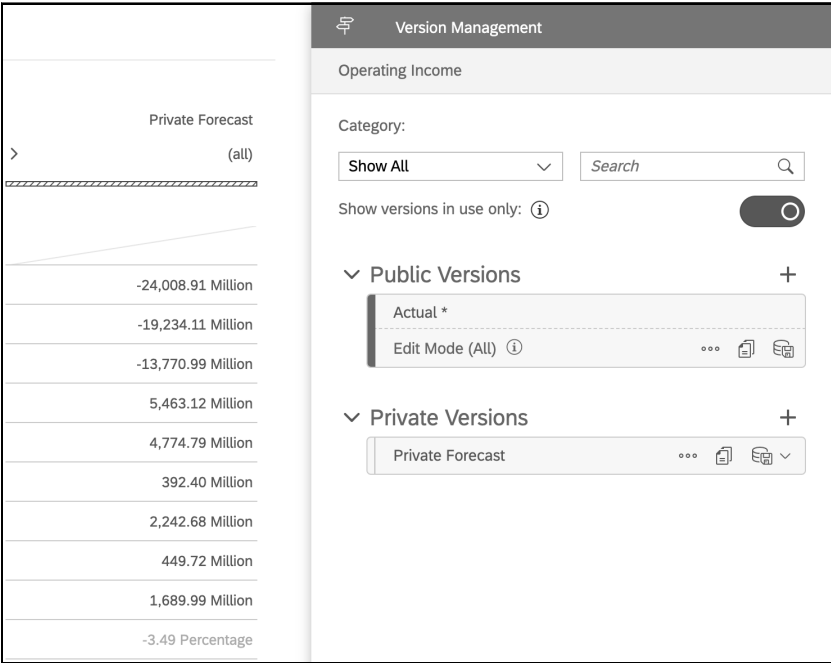 Private Forecast
(all)
-24,008.91 Million
-19,234.11 Million
-13,770.99 Million
5,463.12 Million
4,774.79 Million
392.40 Million
2,242.68 Million
449.72 Million
1,689.99 Million
-3.49 Percentage
Version Management
Operating Income
Category:
Show All
Search
Show versions in use only:
Public Versions
Actual *
Edit Mode (All)
Private Versions
Private Forecast